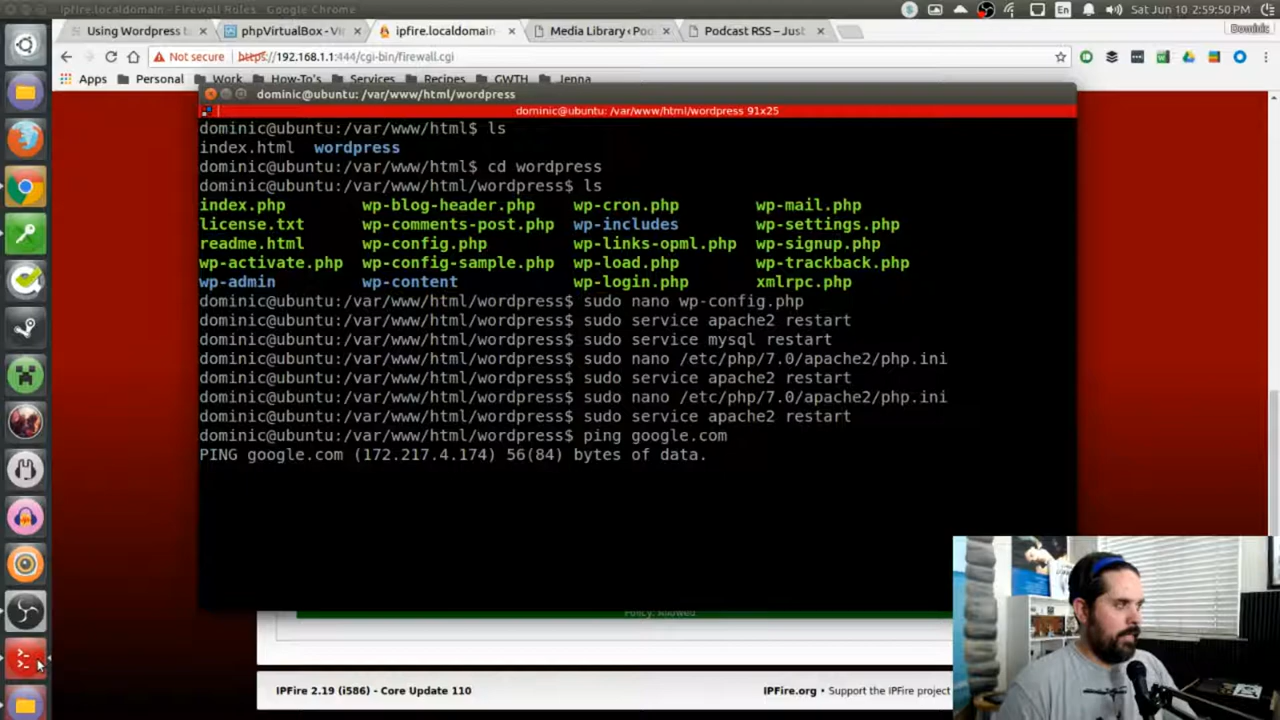 ipfire.localdomain - Firewall Rules - Google Chrome
En
Sat Jun 10 2:59:50PM
Using Wordpress t
phpVirtualBox - Vi
ipfire.localdomain
Media Library ‹ Po
Podcast RSS – Just
Dominic
Not secure
https://192.168.1.1:444/cgi-bin/firewall.cgi
Apps Personal Work How-To's Services Recipes GWTH Jenna
dominic@ubuntu: /var/www/html/wordpress
dominic@ubuntu: /var/www/html/wordpress 91x25
dominic@ubuntu:/var/www/html$ ls
index.html wordpress
dominic@ubuntu:/var/www/html$ cd wordpress
dominic@ubuntu:/var/www/html/wordpress$ ls
index.php wp-blog-header.php wp-cron.php wp-mail.php
license.txt wp-comments-post.php wp-includes wp-settings.php
readme.html wp-config.php wp-links-opml.php wp-signup.php
wp-activate.php wp-config-sample.php wp-load.php wp-trackback.php
wp-admin wp-content wp-login.php xmlrpc.php
dominic@ubuntu:/var/www/html/wordpress$ sudo nano wp-config.php
dominic@ubuntu:/var/www/html/wordpress$ sudo service apache2 restart
dominic@ubuntu:/var/www/html/wordpress$ sudo service mysql restart
dominic@ubuntu:/var/www/html/wordpress$ sudo nano /etc/php/7.0/apache2/php.ini
dominic@ubuntu:/var/www/html/wordpress$ sudo service apache2 restart
dominic@ubuntu:/var/www/html/wordpress$ sudo nano /etc/php/7.0/apache2/php.ini
dominic@ubuntu:/var/www/html/wordpress$ sudo service apache2 restart
dominic@ubuntu:/var/www/html/wordpress$ ping google.com
PING google.com (172.217.4.174) 56(84) bytes of data.
Policy: Allowed
IPFire 2.19 (i586) - Core Update 110
IPFire.org • Support the IPFire project